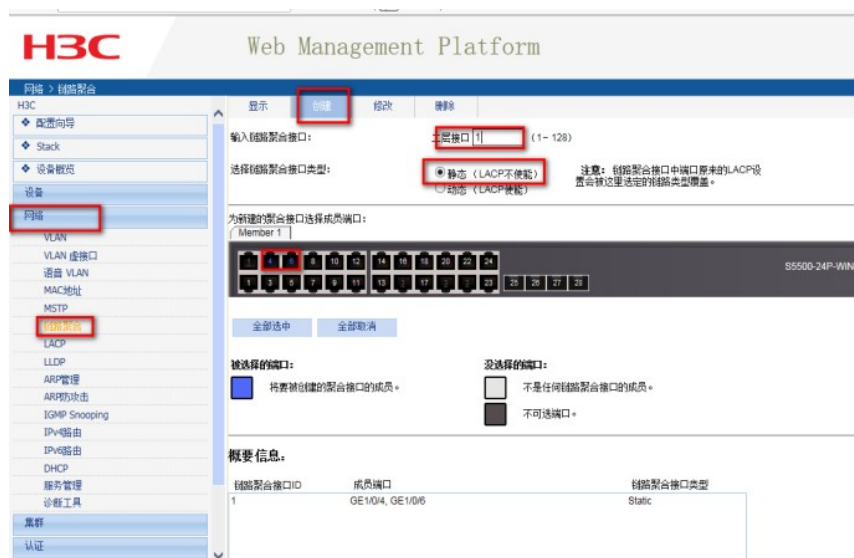 H3C
Web Management Platform
网络 > 链路聚合
H3C
显示
创建
修改
删除
配置向导
Stack
设备概览
设备
网络
VLAN
VLAN 虚接口
语音 VLAN
MAC地址
MSTP
链路聚合
LACP
LLDP
ARP管理
ARP防攻击
IGMP Snooping
IPv4路由
IPv6路由
DHCP
服务管理
诊断工具
集群
认证
输入链路聚合接口:
二层接口 1 (1- 128)
选择链路聚合接口类型:
静态 (LACP不使能)
动态 (LACP使能)
注意: 链路聚合接口中端口原来的LACP设
置会被这里选定的链路类型覆盖。
为新建的聚合接口选择成员端口:
Member 1
4 6 8 10 12 14 16 18 20 22 24
S5500-24P-WIN
1 3 5 7 9 11 13 17 23 25 26 27 28
全部选中
全部取消
被选择的端口:
将要被创建的聚合接口的成员。
没选择的端口:
不是任何链路聚合接口的成员。
不可选端口。
概要信息:
链路聚合接口ID 成员端口 链路聚合接口类型
1 GE1/0/4, GE1/0/6 Static